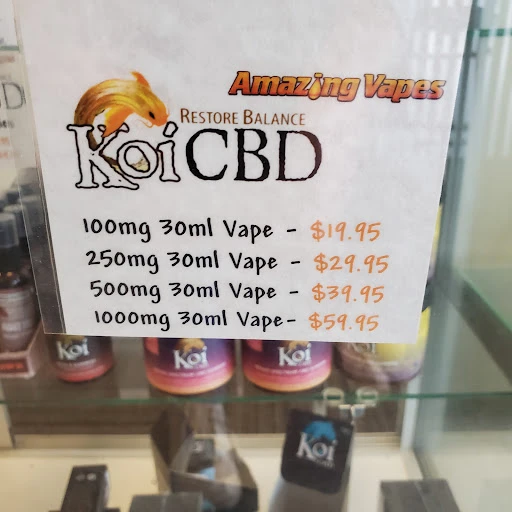 Amazing Vapes
RESTORE BALANCE
Koi CBD
100mg 30ml Vape - $19.95
250mg 30ml Vape - $29.95
500mg 30ml Vape - $39.95
1000mg 30ml Vape- $59.95
BD
Koi
Koi
Koi
Koi